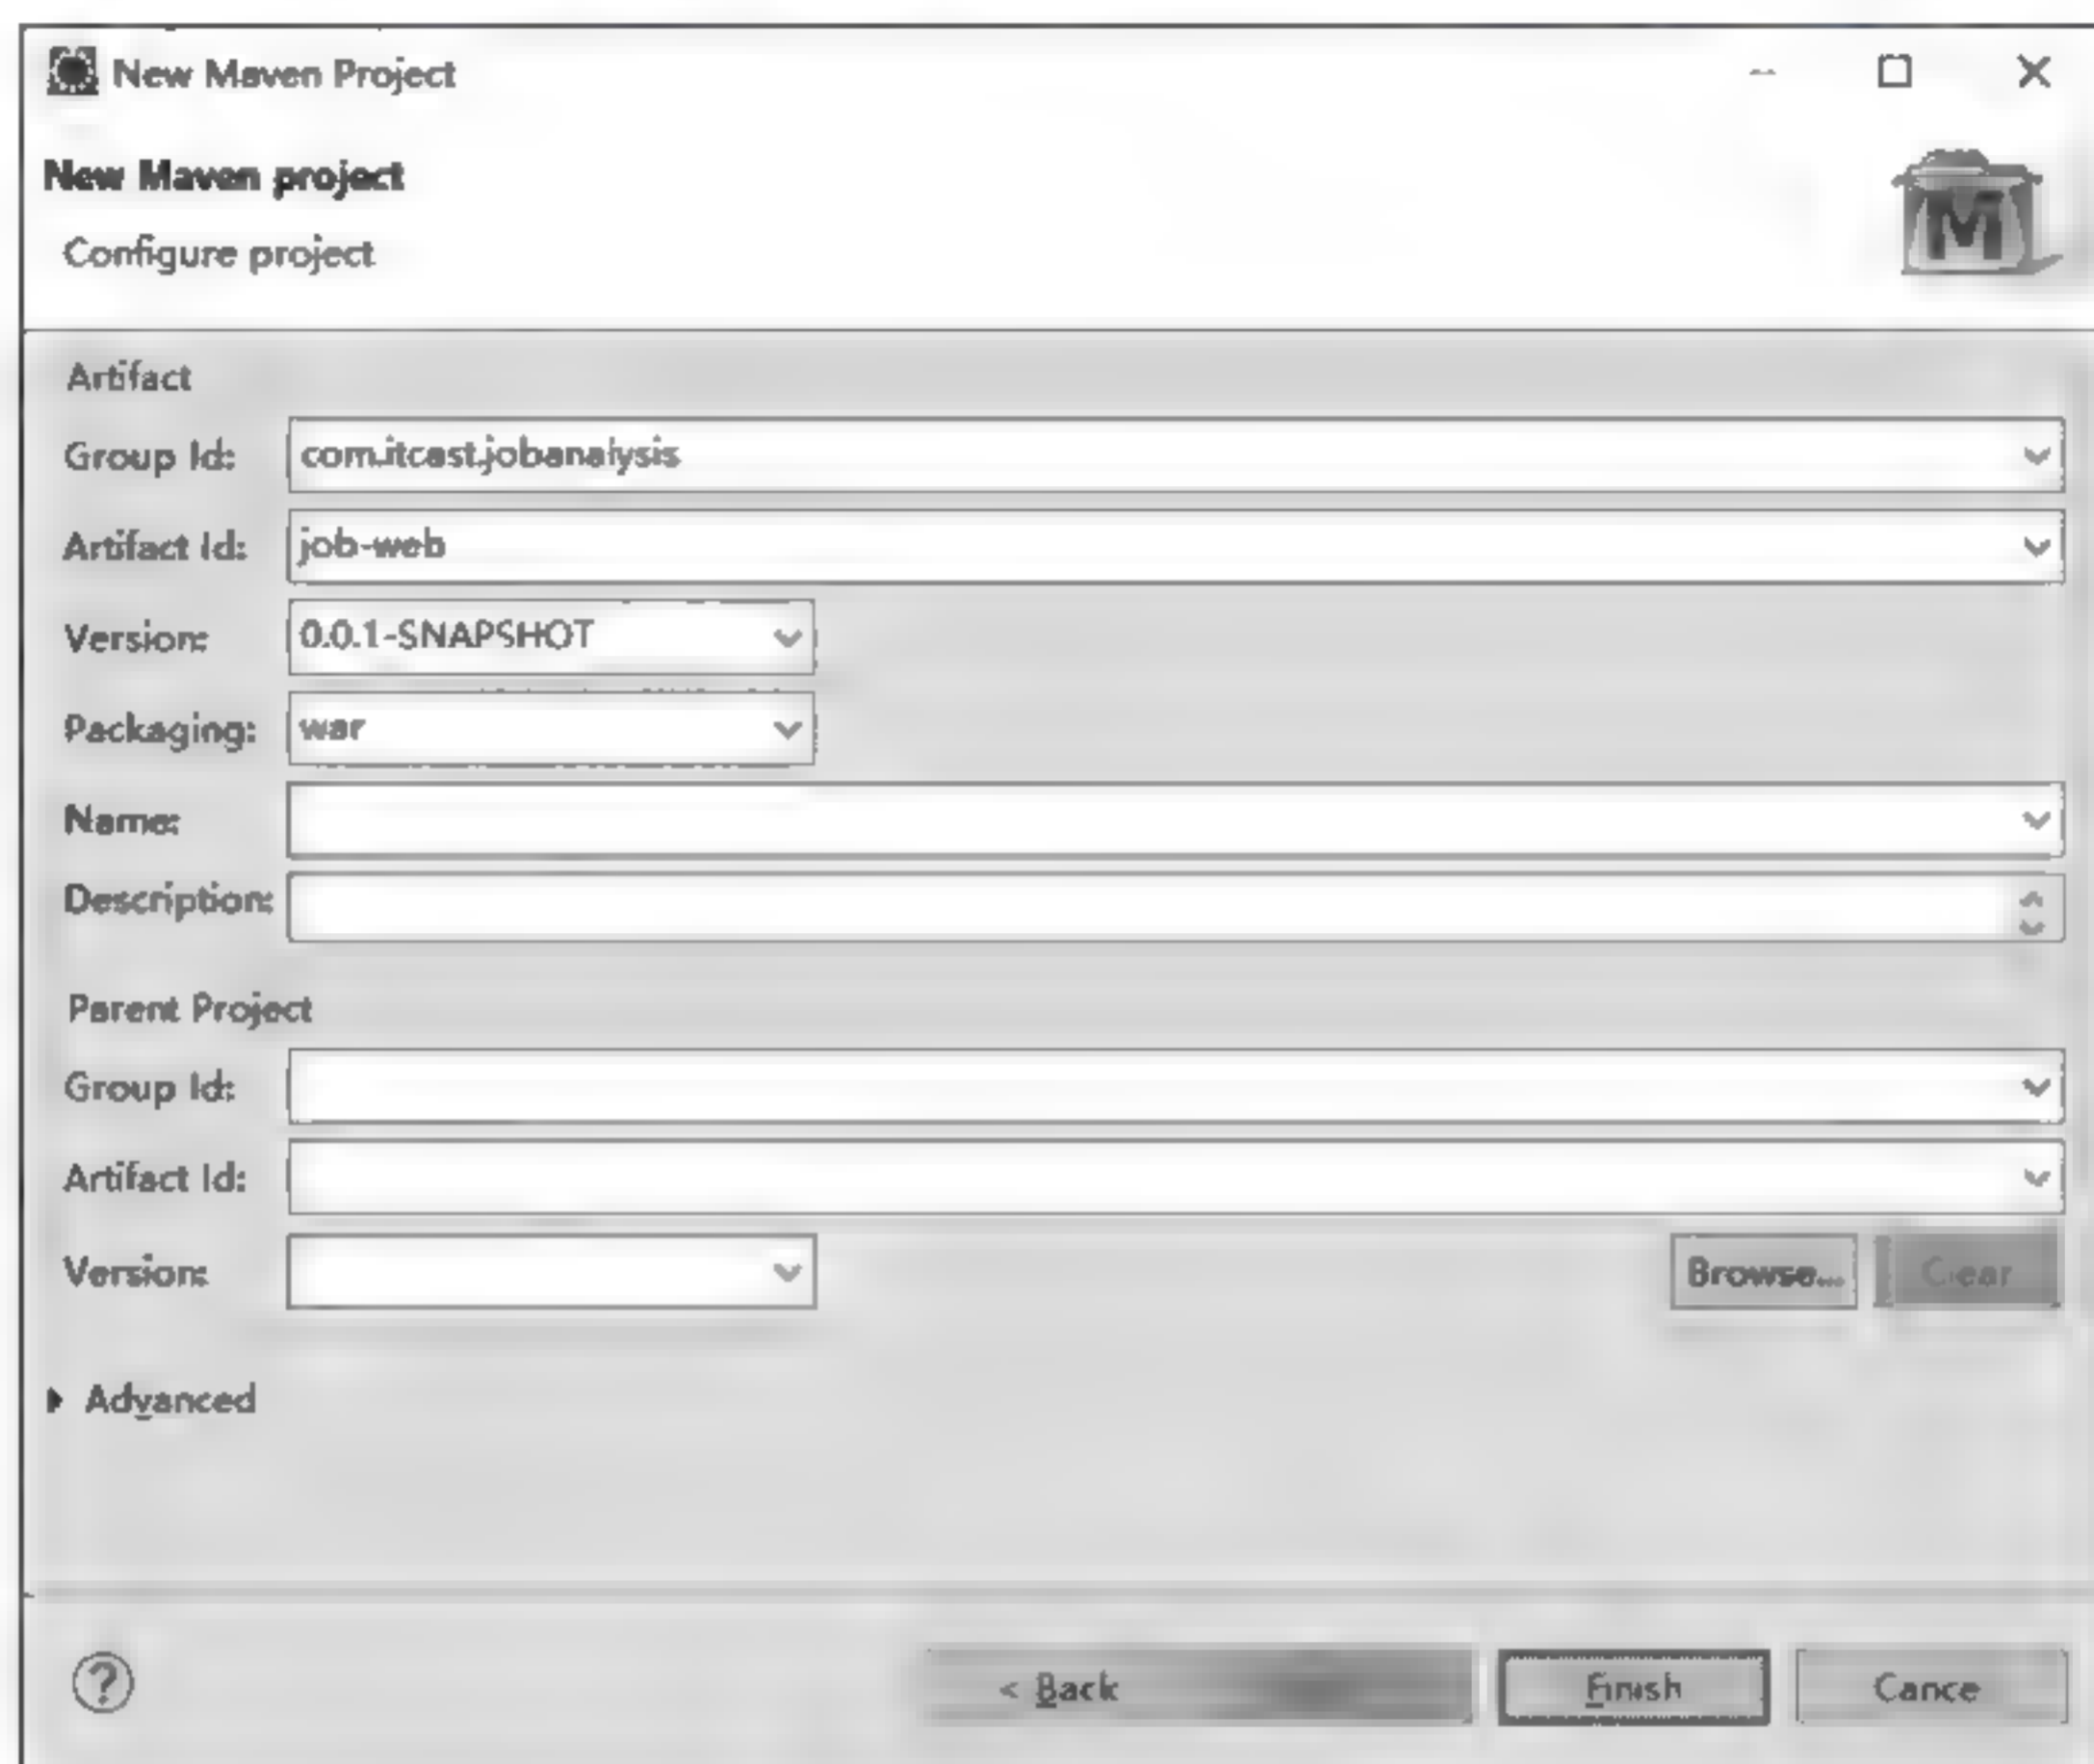 New Maven Project
New Maven project
Configure project
Artifact
Group Id: com.itcast.jobanalysis
Artifact Id: job-web
Version: 0.0.1-SNAPSHOT
Packaging: war
Name:
Description:
Parent Project
Group Id:
Artifact Id:
Version: Browse... Clear
Advanced
< Back Finish Cance